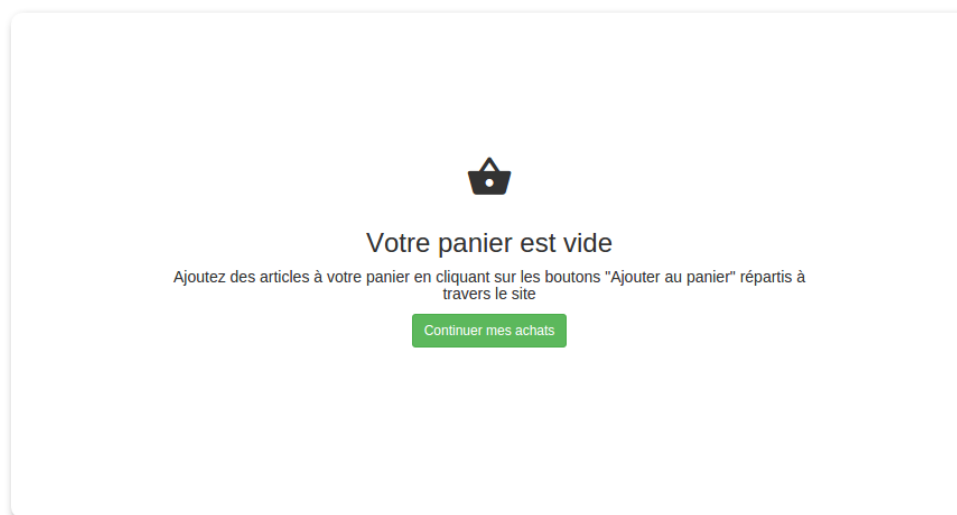 Votre panier est vide
Ajoutez des articles à votre panier en cliquant sur les boutons "Ajouter au panier" répartis à
travers le site
Continuer mes achats